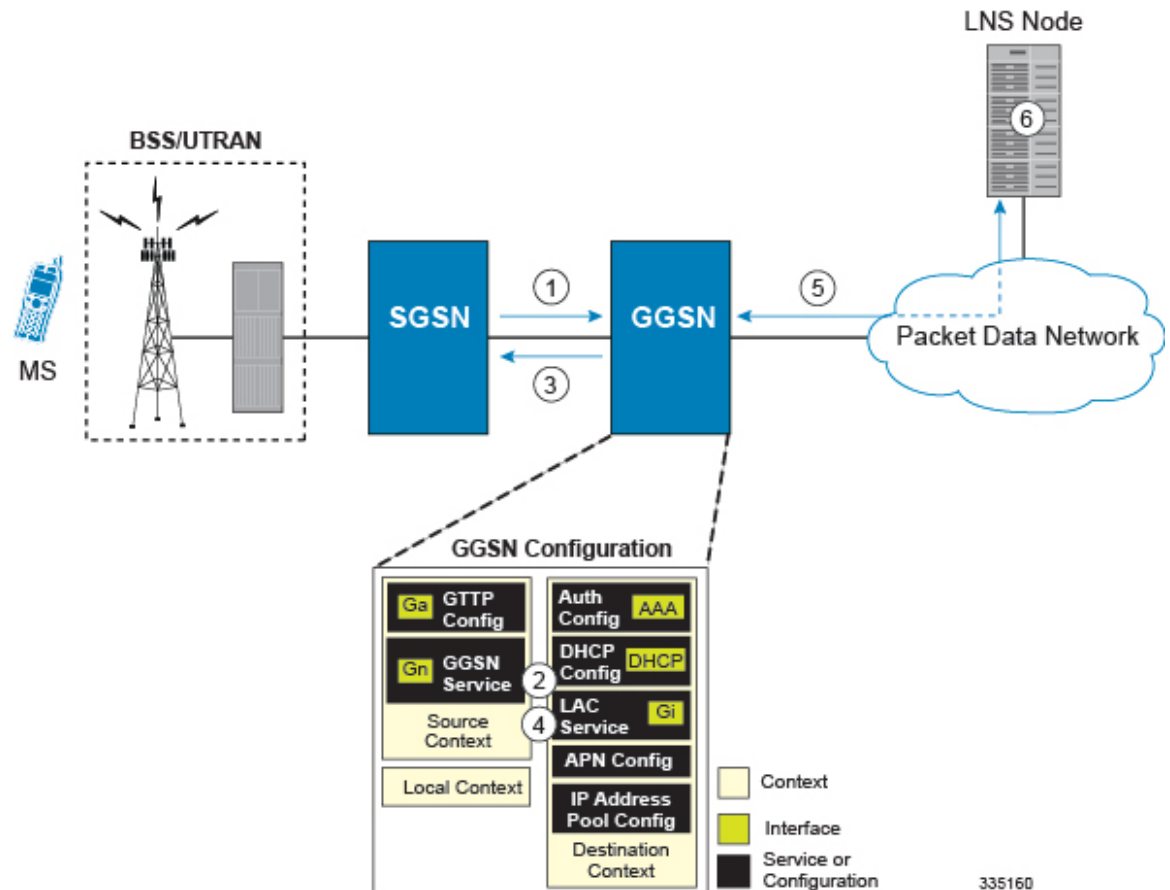 LNS Node
6
BSS/UTRAN
MS
SGSN
1
3
GGSN
5
Packet Data Network
GGSN Configuration
Ga
GTTP
Config
Gn
GGSN
Service
Source
Context
Local Context
2
4
Auth
Config
AAA
DHCP
Config
DHCP
LAC
Service
Gi
APN Config
IP Address
Pool Config
Destination
Context
Context
Interface
Service or
Configuration
335160